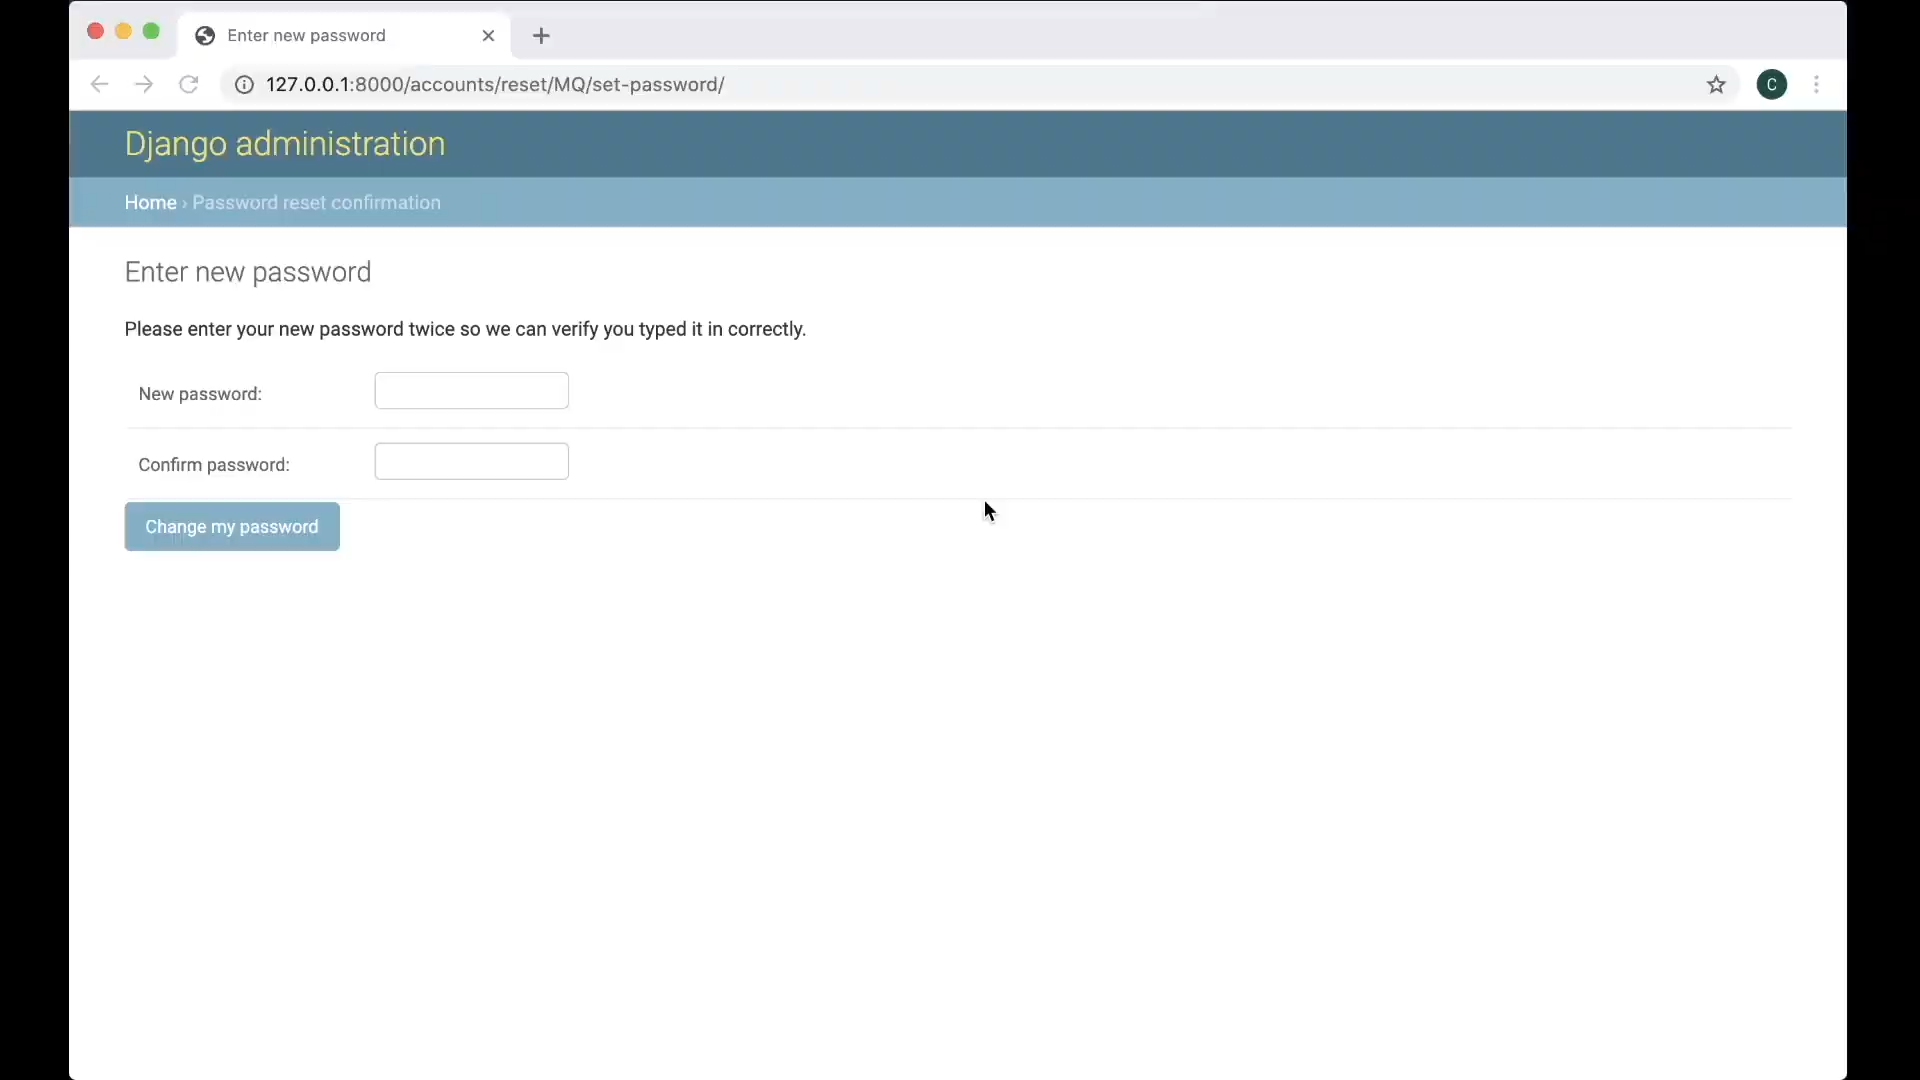 Enter new password
127.0.0.1:8000/accounts/reset/MQ/set-password/
C
Django administration
Home › Password reset confirmation
Enter new password
Please enter your new password twice so we can verify you typed it in correctly.
New password:
Confirm password:
Change my password